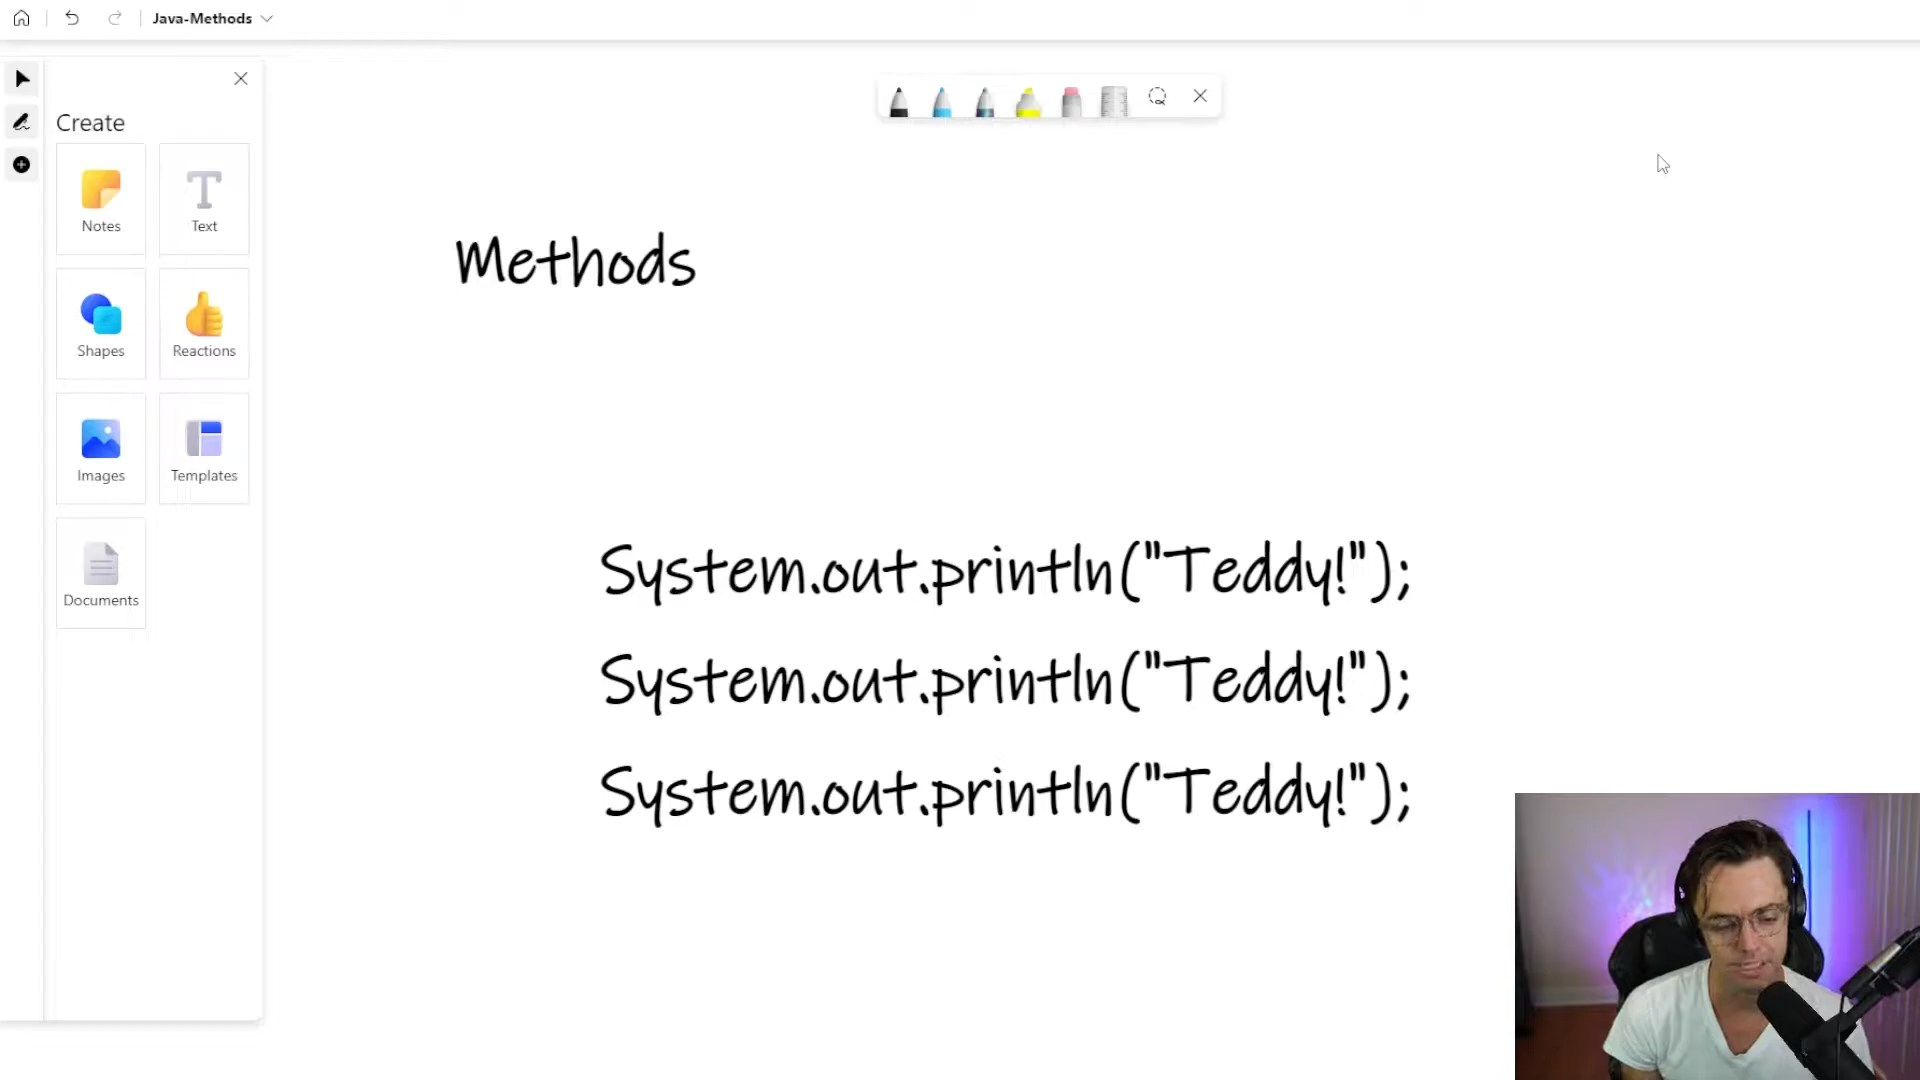 Java-Methods
Create
Notes
Text
Shapes
Reactions
Images
Templates
Documents
Methods
System.out.println("Teddy!");
System.out.println("Teddy!");
System.out.println("Teddy!");